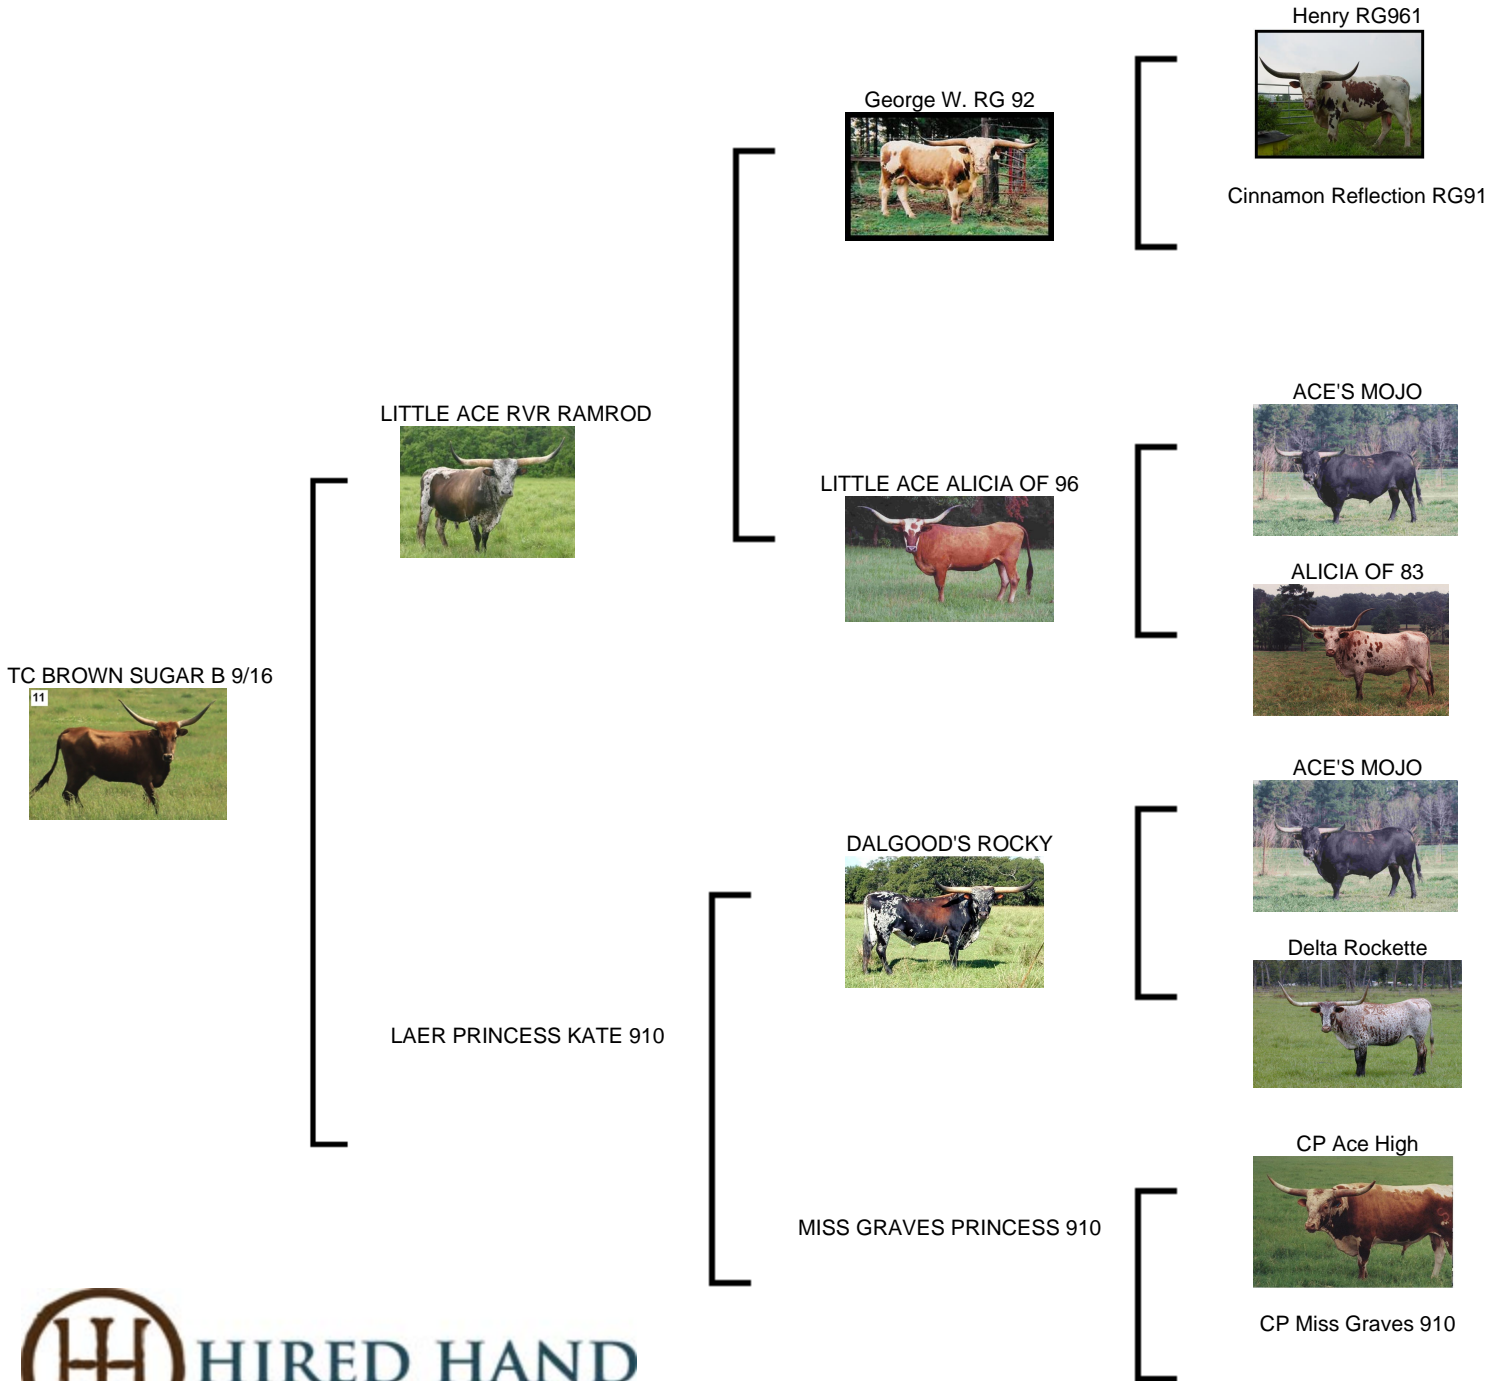 Henry RG961
George W. RG 92
Cinnamon Reflection RG91
LITTLE ACE RVR RAMROD
ACE'S MOJO
LITTLE ACE ALICIA OF 96
ALICIA OF 83
TC BROWN SUGAR B 9/16
11
ACE'S MOJO
DALGOOD'S ROCKY
Delta Rockette
LAER PRINCESS KATE 910
CP Ace High
MISS GRAVES PRINCESS 910
CP Miss Graves 910
HIRED HAND